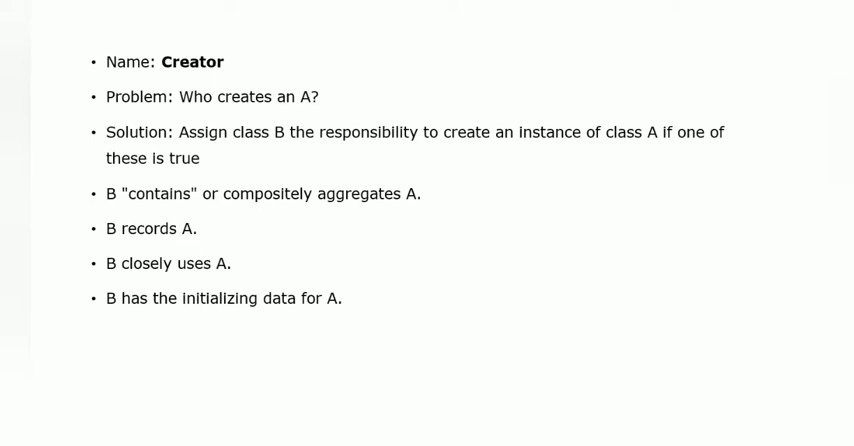 • Name: Creator
• Problem: Who creates an A?
• Solution: Assign class B the responsibility to create an instance of class A if one of
these is true
• B "contains" or compositely aggregates A.
• B records A.
• B closely uses A.
• B has the initializing data for A.